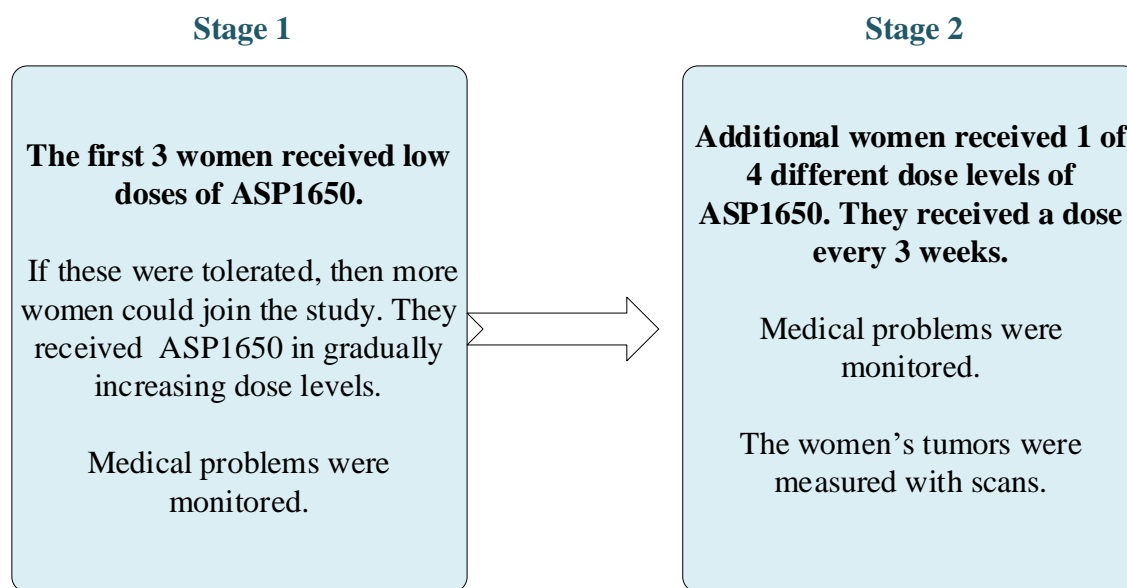 Stage 1
The first 3 women received low
doses of ASP1650.
If these were tolerated, then more
women could join the study. They
received  ASP1650 in gradually
increasing dose levels.
Medical problems were
monitored.
Stage 2
Additional women received 1 of
4 different dose levels of
ASP1650. They received a dose
every 3 weeks.
Medical problems were
monitored.
The women’s tumors were
measured with scans.